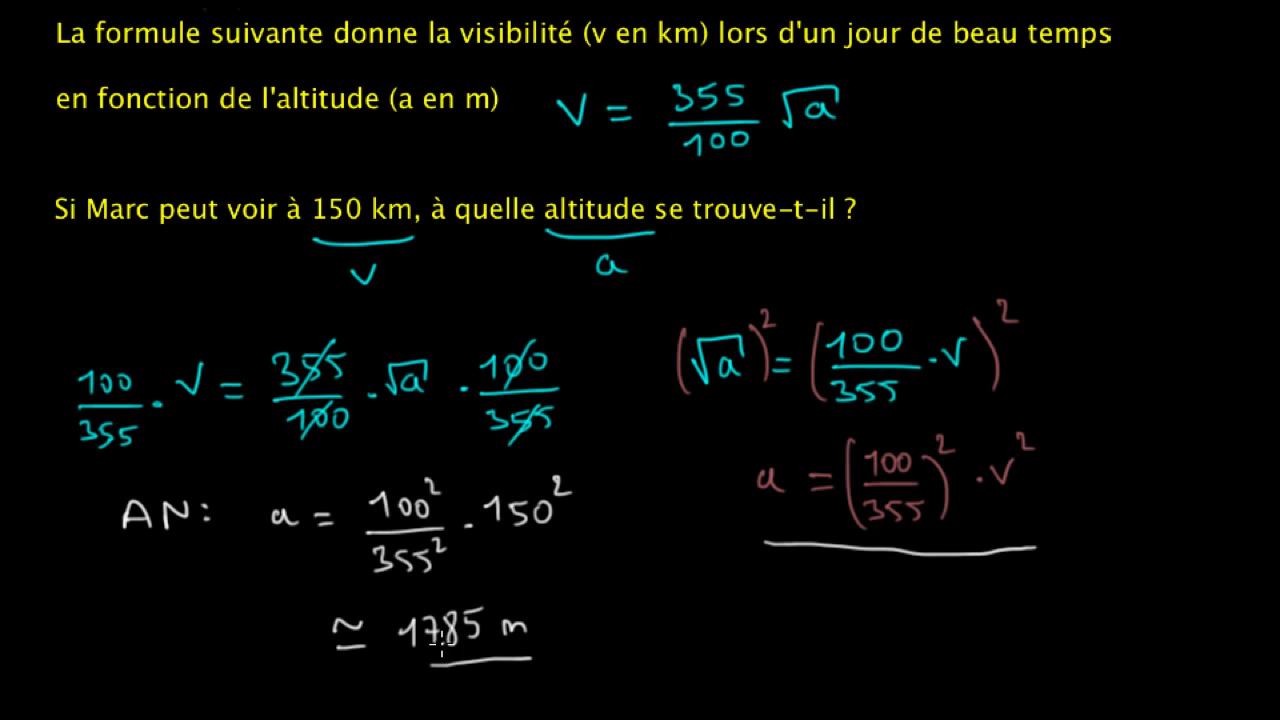 La formule suivante donne la visibilité (v en km) lors d'un jour de beau temps
en fonction de l'altitude (a en m) v = 355/100 √a
Si Marc peut voir à 150 km, à quelle altitude se trouve-t-il ?
v a
100/355 · v = 355/100 · √a · 100/355
(√a)² = (100/355 · v)²
a = (100/355)² · v²
AN: a = 100²/355² · 150²
≃ 1785 m